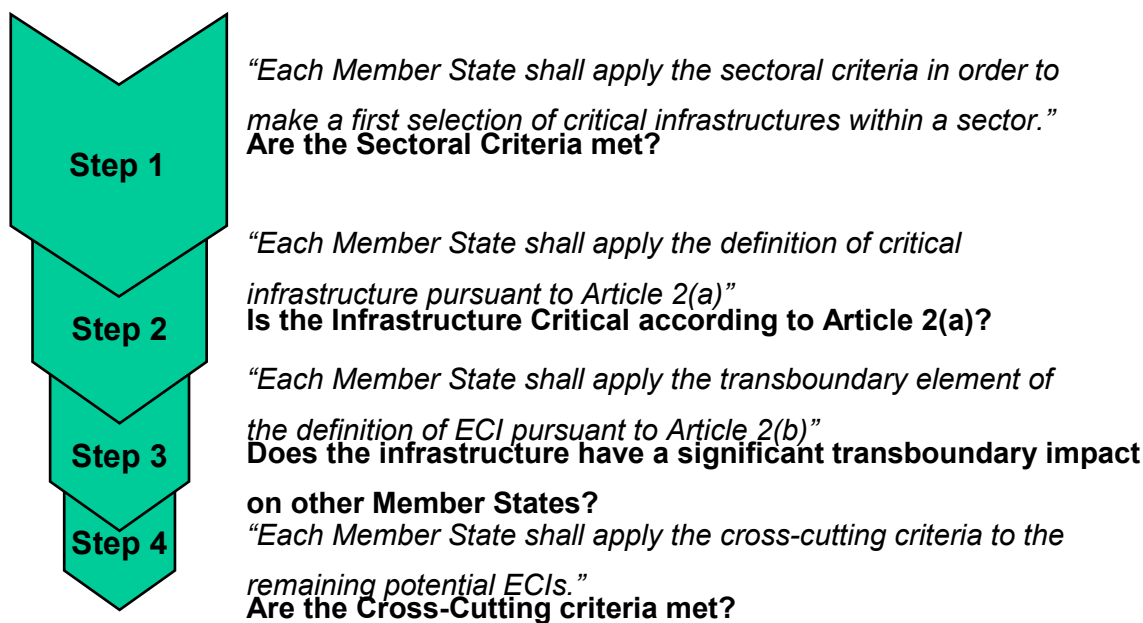 Step 1
“Each Member State shall apply the sectoral criteria in order to
make a first selection of critical infrastructures within a sector.”
Are the Sectoral Criteria met?
Step 2
“Each Member State shall apply the definition of critical
infrastructure pursuant to Article 2(a)”
Is the Infrastructure Critical according to Article 2(a)?
Step 3
“Each Member State shall apply the transboundary element of
the definition of ECI pursuant to Article 2(b)”
Does the infrastructure have a significant transboundary impact
on other Member States?
Step 4
“Each Member State shall apply the cross-cutting criteria to the
remaining potential ECIs.”
Are the Cross-Cutting criteria met?